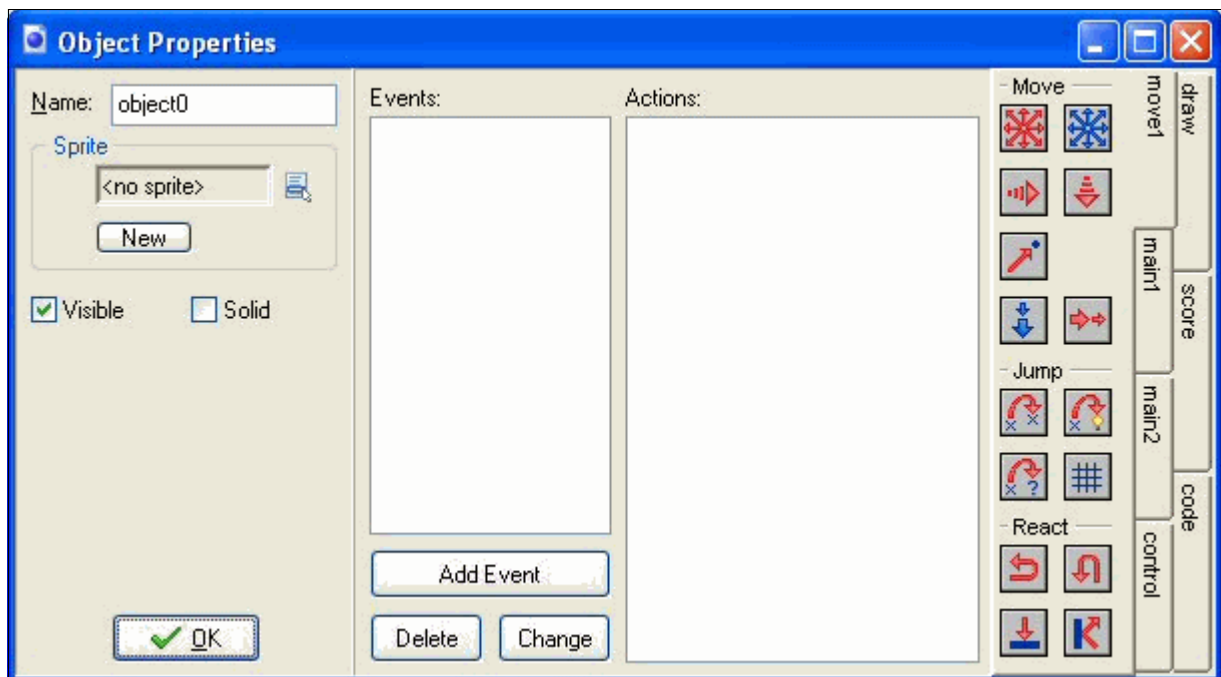 Object Properties
Name: object0
Sprite
<no sprite>
New
Visible Solid
OK
Events:
Add Event
Delete Change
Actions:
Move
Jump
React
move1
main1
main2
control
draw
score
code